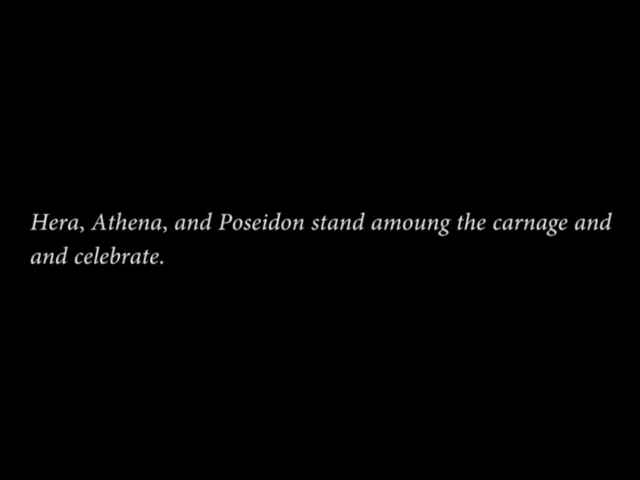 Hera, Athena, and Poseidon stand amoung the carnage and
and celebrate.